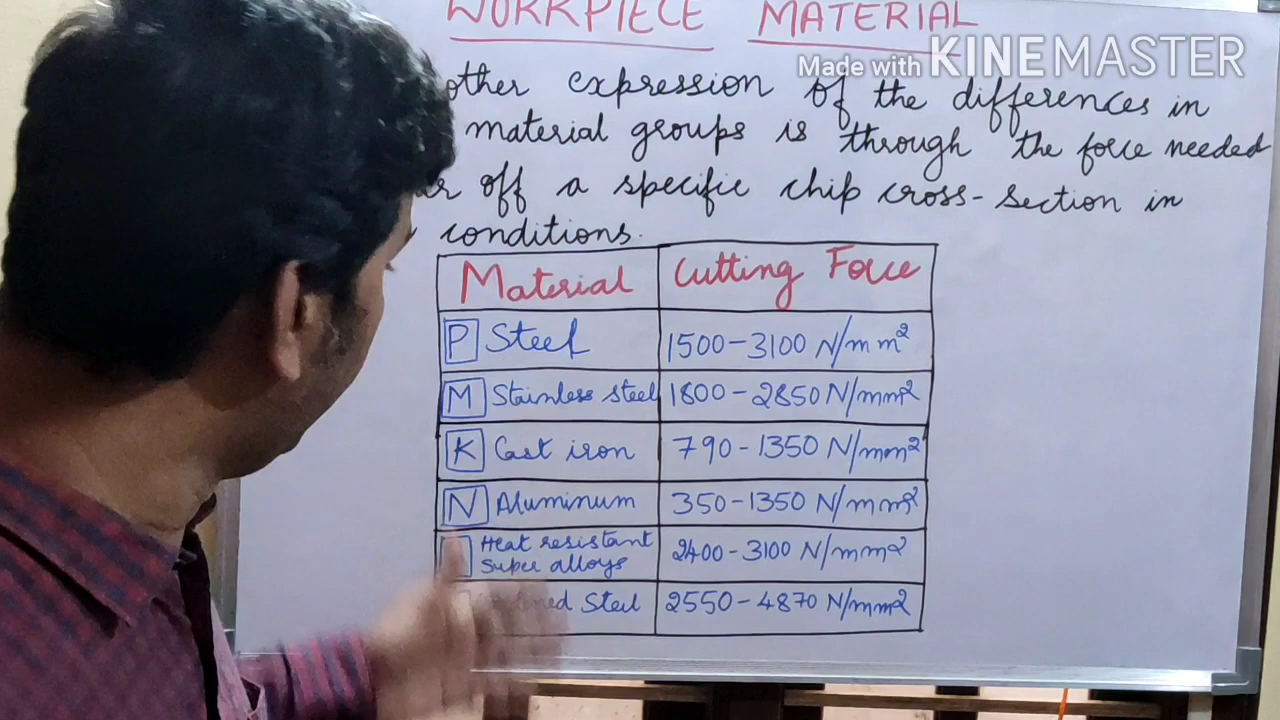 WORKPIECE MATERIAL
Made with KINEMASTER
other expression of the differences in
material groups is through the force needed
off a specific chip cross-section in
conditions.
Material Cutting Force
P Steel 1500-3100 N/mm²
M Stainless steel 1800-2850 N/mm²
K Cast iron 790-1350 N/mm²
N Aluminum 350-1350 N/mm²
Heat resistant
Super alloys 2400-3100 N/mm²
Steel 2550-4870 N/mm²